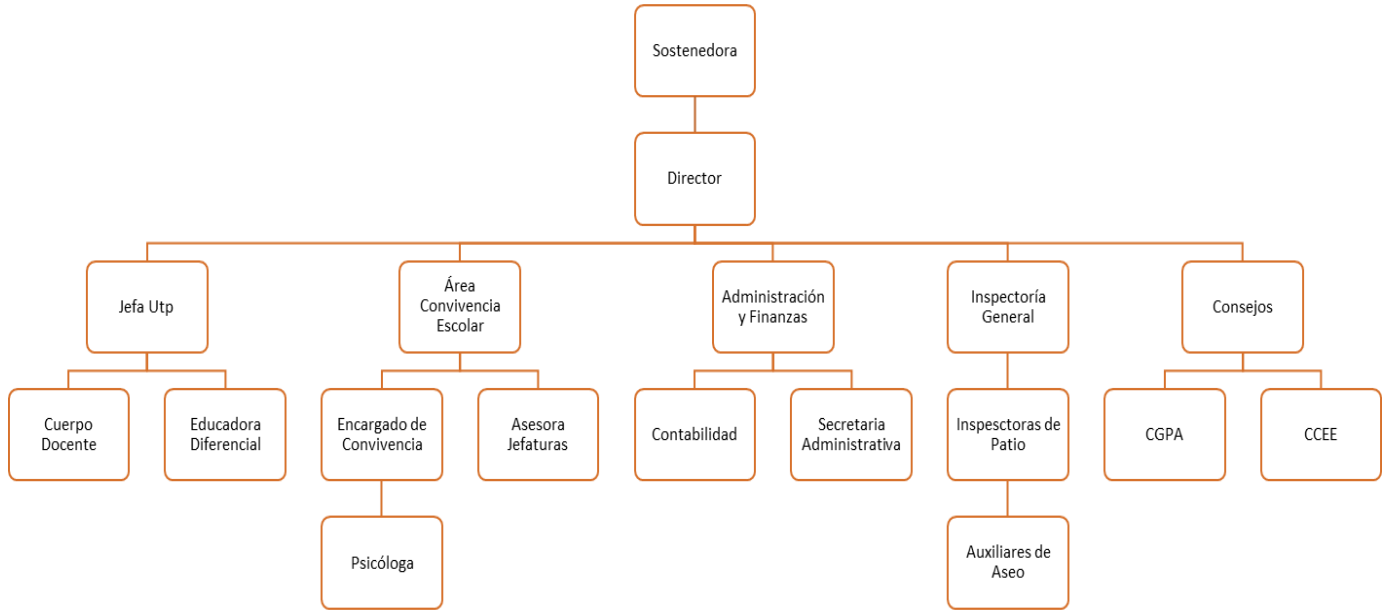 Sostenedora
Director
Jefa Utp
Área
Convivencia
Escolar
Administración
y Finanzas
Inspectoría
General
Consejos
Cuerpo
Docente
Educadora
Diferencial
Encargado de
Convivencia
Asesora
Jefaturas
Contabilidad
Secretaria
Administrativa
Inspesctoras de
Patio
CGPA
CCEE
Psicóloga
Auxiliares de
Aseo